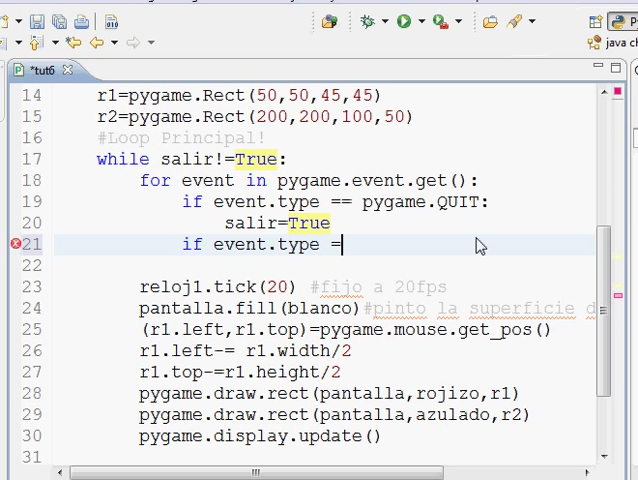 Py
java ch
*tut6
14 r1=pygame.Rect(50,50,45,45)
15 r2=pygame.Rect(200,200,100,50)
16 #Loop Principal!
17 while salir!=True:
18 for event in pygame.event.get():
19 if event.type == pygame.QUIT:
20 salir=True
21 if event.type =
22
23 reloj1.tick(20) #fijo a 20fps
24 pantalla.fill(blanco)#pinto la superficie d
25 (r1.left,r1.top)=pygame.mouse.get_pos()
26 r1.left-= r1.width/2
27 r1.top-=r1.height/2
28 pygame.draw.rect(pantalla,rojizo,r1)
29 pygame.draw.rect(pantalla,azulado,r2)
30 pygame.display.update()
31